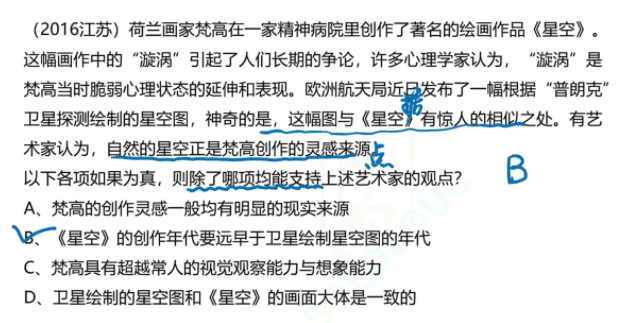 （2016江苏）荷兰画家梵高在一家精神病院里创作了著名的绘画作品《星空》。
这幅画作中的“漩涡”引起了人们长期的争论，许多心理学家认为，“漩涡”是
梵高当时脆弱心理状态的延伸和表现。欧洲航天局近日发布了一幅根据“普朗克”
卫星探测绘制的星空图，神奇的是，这幅图与《星空》有惊人的相似之处。有艺
据
术家认为，自然的星空正是梵高创作的灵感来源。
点
以下各项如果为真，则除了哪项均能支持上述艺术家的观点？
B
A、梵高的创作灵感一般均有明显的现实来源
B、《星空》的创作年代要远早于卫星绘制星空图的年代
C、梵高具有超越常人的视觉观察能力与想象能力
D、卫星绘制的星空图和《星空》的画面大体是一致的